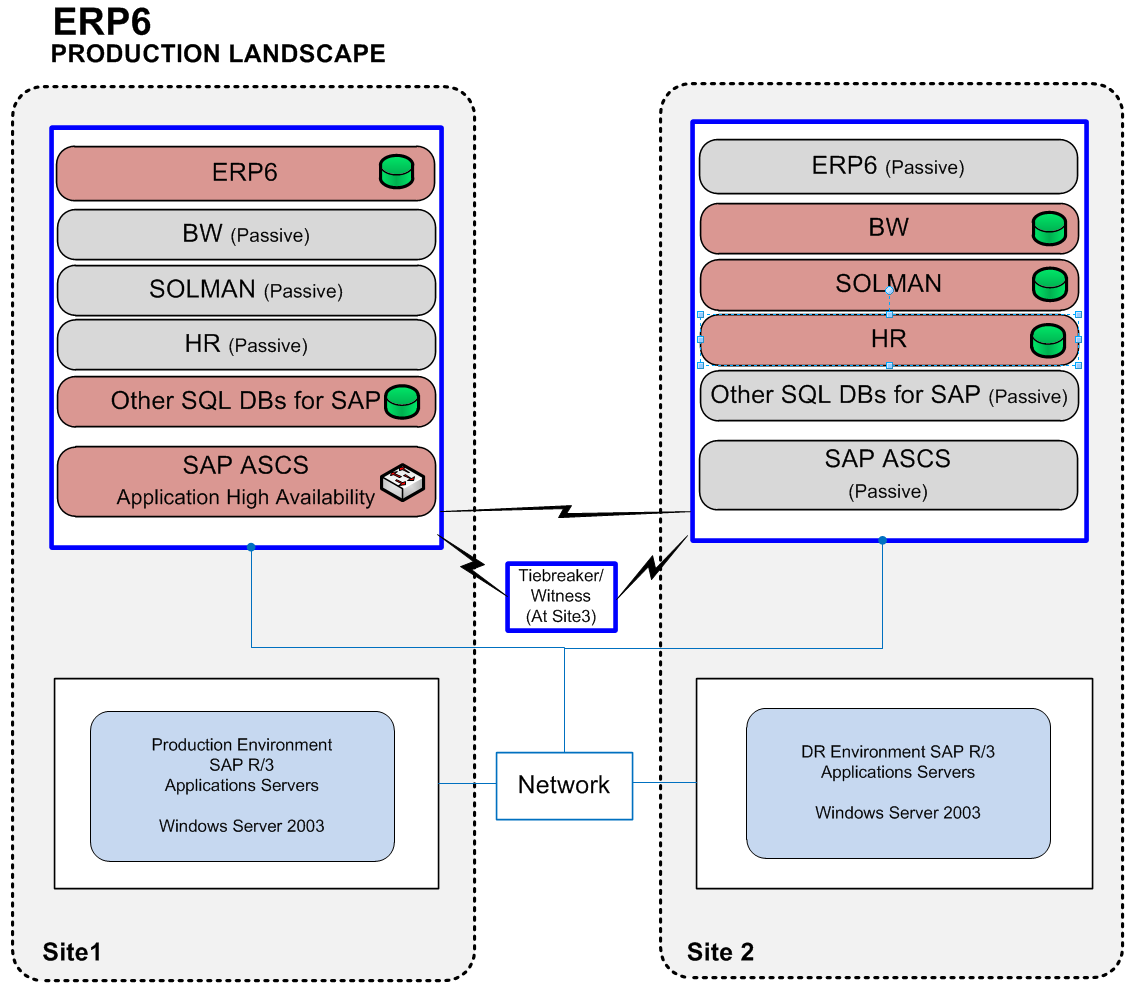 ERP6
PRODUCTION LANDSCAPE
ERP6
BW (Passive)
SOLMAN (Passive)
HR (Passive)
Other SQL DBs for SAP
SAP ASCS
Application High Availability
ERP6 (Passive)
BW
SOLMAN
HR
Other SQL DBs for SAP (Passive)
SAP ASCS
(Passive)
Tiebreaker/
Witness
(At Site3)
Production Environment
SAP R/3
Applications Servers
Windows Server 2003
Network
DR Environment SAP R/3
Applications Servers
Windows Server 2003
Site1
Site 2